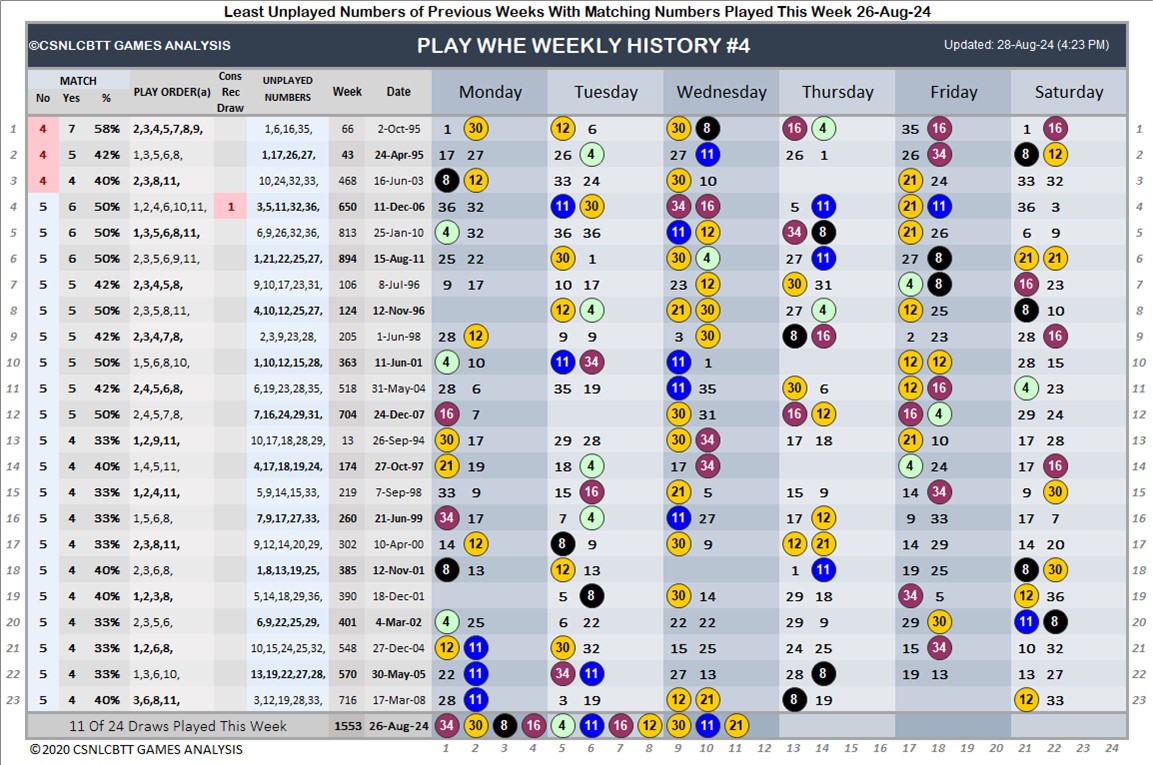 Least Unplayed Numbers of Previous Weeks With Matching Numbers Played This Week 26-Aug-24
©CSNLCBTT GAMES ANALYSIS PLAY WHE WEEKLY HISTORY #4 Updated: 28-Aug-24 (4:23 PM)
MATCH No Yes % PLAY ORDER(a) Cons Rec Draw UNPLAYED NUMBERS Week Date Monday Tuesday Wednesday Thursday Friday Saturday
1 4 7 58% 2,3,4,5,7,8,9, 1,6,16,35, 66 2-Oct-95 1 30 12 6 30 8 16 4 35 16 1 16 1
2 4 5 42% 1,3,5,6,8, 1,17,26,27, 43 24-Apr-95 17 27 26 4 27 11 26 1 26 34 8 12 2
3 4 4 40% 2,3,8,11, 10,24,32,33, 468 16-Jun-03 8 12 33 24 30 10 21 24 33 32 3
4 5 6 50% 1,2,4,6,10,11, 1 3,5,11,32,36, 650 11-Dec-06 36 32 11 30 34 16 5 11 21 11 36 3 4
5 5 6 50% 1,3,5,6,8,11, 6,9,26,32,36, 813 25-Jan-10 4 32 36 36 11 12 34 8 21 26 6 9 5
6 5 6 50% 2,3,5,6,9,11, 1,21,22,25,27, 894 15-Aug-11 25 22 30 1 30 4 27 11 27 8 21 21 6
7 5 5 42% 2,3,4,5,8, 9,10,17,23,31, 106 8-Jul-96 9 17 10 17 23 12 30 31 4 8 16 23 7
8 5 5 50% 2,3,5,8,11, 4,10,12,25,27, 124 12-Nov-96 12 4 21 30 27 4 12 25 8 10 8
9 5 5 42% 2,3,4,7,8, 2,3,9,23,28, 205 1-Jun-98 28 12 9 9 3 30 8 16 2 23 28 16 9
10 5 5 50% 1,5,6,8,10, 1,10,12,15,28, 363 11-Jun-01 4 10 11 34 11 1 12 12 28 15 10
11 5 5 42% 2,4,5,6,8, 6,19,23,28,35, 518 31-May-04 28 6 35 19 11 35 30 6 12 16 4 23 11
12 5 5 50% 2,4,5,7,8, 7,16,24,29,31, 704 24-Dec-07 16 7 30 31 16 12 16 4 29 24 12
13 5 4 33% 1,2,9,11, 10,17,18,28,29, 13 26-Sep-94 30 17 29 28 30 34 17 18 21 10 17 28 13
14 5 4 40% 1,4,5,11, 4,17,18,19,24, 174 27-Oct-97 21 19 18 4 17 34 4 24 17 16 14
15 5 4 33% 1,2,4,11, 5,9,14,15,33, 219 7-Sep-98 33 9 15 16 21 5 15 9 14 34 9 30 15
16 5 4 33% 1,5,6,8, 7,9,17,27,33, 260 21-Jun-99 34 17 7 4 11 27 17 12 9 33 17 7 16
17 5 4 33% 2,3,8,11, 9,12,14,20,29, 302 10-Apr-00 14 12 8 9 30 9 12 21 14 29 14 20 17
18 5 4 40% 2,3,6,8, 1,8,13,19,25, 385 12-Nov-01 8 13 12 13 1 11 19 25 8 30 18
19 5 4 40% 1,2,3,8, 5,14,18,29,36, 390 18-Dec-01 5 8 30 14 29 18 34 5 12 36 19
20 5 4 33% 2,3,5,6, 6,9,22,25,29, 401 4-Mar-02 4 25 6 22 22 22 29 9 29 30 11 8 20
21 5 4 33% 1,2,6,8, 10,15,24,25,32, 548 27-Dec-04 12 11 30 32 15 25 24 25 15 34 10 32 21
22 5 4 33% 1,3,6,10, 13,19,22,27,28, 570 30-May-05 22 11 34 11 27 13 28 8 19 13 13 27 22
23 5 4 40% 3,6,8,11, 3,12,19,28,33, 716 17-Mar-08 28 11 3 19 12 21 8 19 12 33 23
11 Of 24 Draws Played This Week 1553 26-Aug-24 34 30 8 16 4 11 16 12 30 11 21
©2020 CSNLCBTT GAMES ANALYSIS 1 2 3 4 5 6 7 8 9 10 11 12 13 14 15 16 17 18 19 20 21 22 23 24